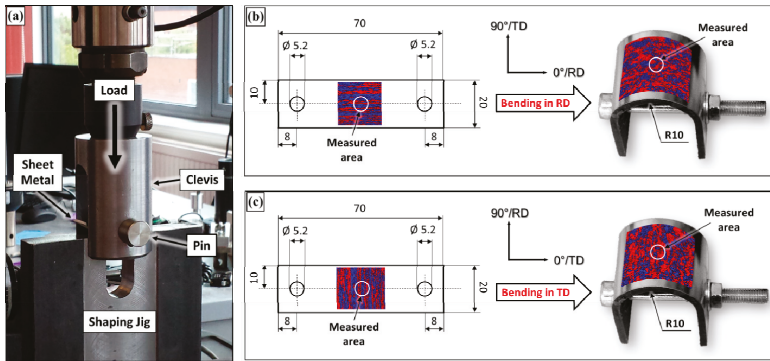 (a)
Load
Sheet
Metal
Clevis
Pin
Shaping Jig
(b)
70
Ø 5.2
Ø 5.2
10
20
8
8
Measured
area
90°/TD
0°/RD
Bending in RD
Measured
area
R10
(c)
70
Ø 5.2
Ø 5.2
10
20
8
8
Measured
area
90°/RD
0°/TD
Bending in TD
Measured
area
R10